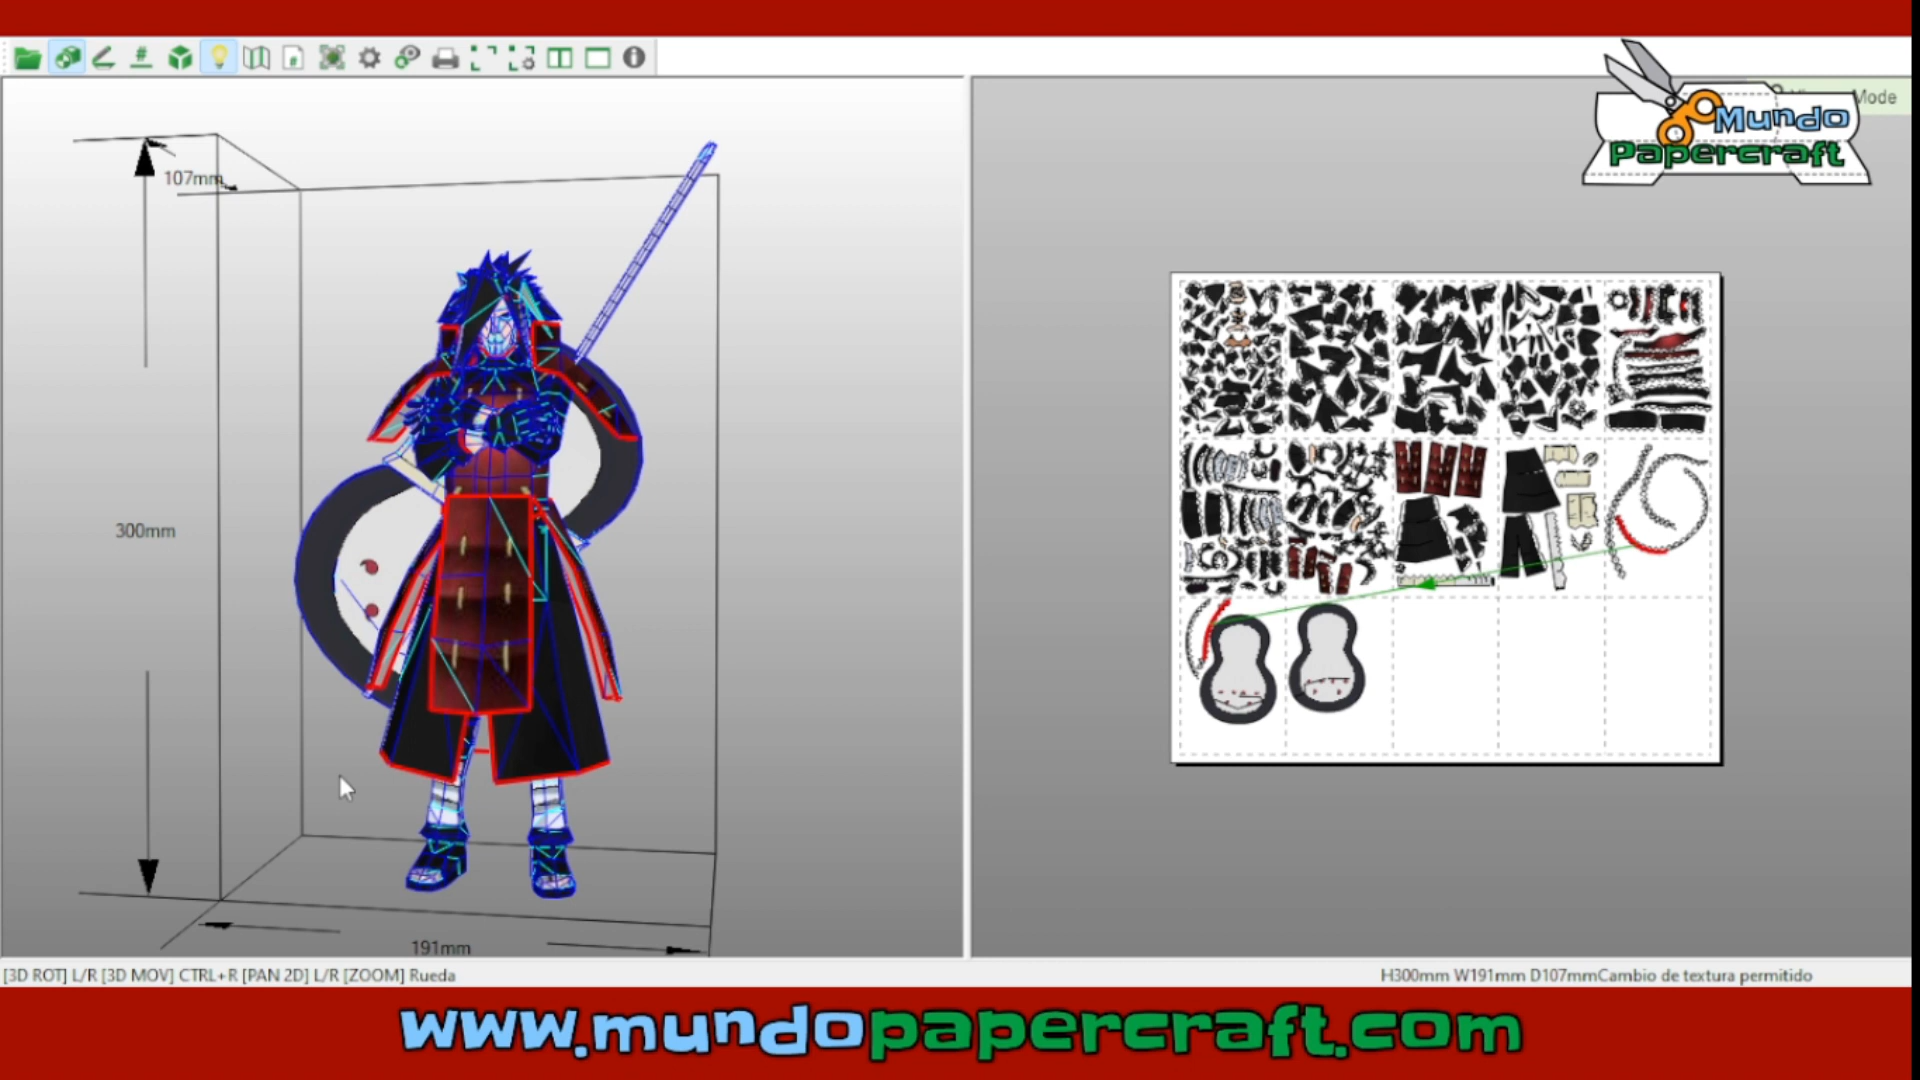 Mode
Mundo
Papercraft
107mm
300mm
191mm
[3D ROT] L/R [3D MOV] CTRL+R [PAN 2D] L/R [ZOOM] Rueda
H300mm W191mm D107mmCambio de textura permitido
www.mundopapercraft.com